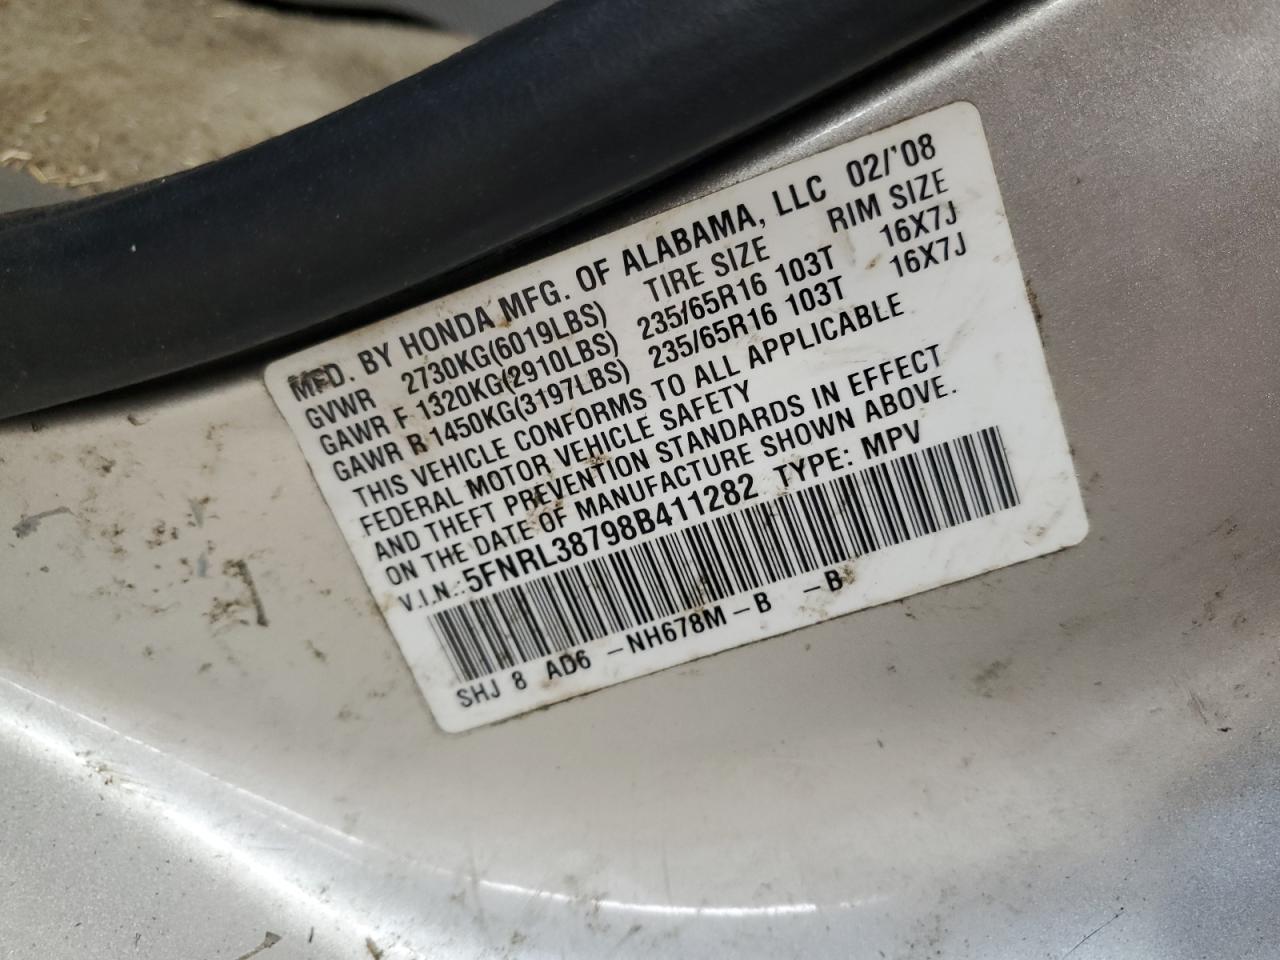 MFD. BY HONDA MFG. OF ALABAMA, LLC 02/'08
GVWR 2730KG(6019LBS) TIRE SIZE RIM SIZE
GAWR F 1320KG(2910LBS) 235/65R16 103T 16X7J
GAWR R 1450KG(3197LBS) 235/65R16 103T 16X7J
THIS VEHICLE CONFORMS TO ALL APPLICABLE
FEDERAL MOTOR VEHICLE SAFETY
AND THEFT PREVENTION STANDARDS IN EFFECT
ON THE DATE OF MANUFACTURE SHOWN ABOVE.
V.I.N.:5FNRL38798B411282 TYPE: MPV
SHJ 8 AD6 -NH678M-B -B